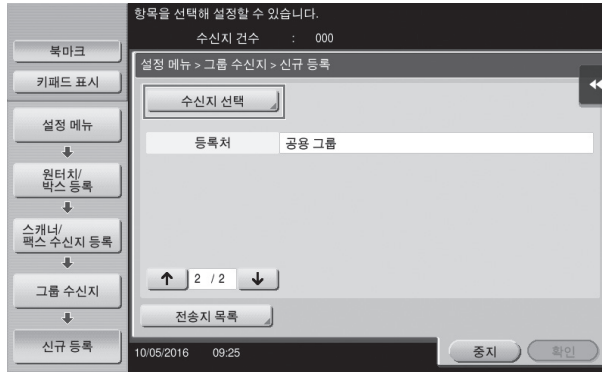 항목을 선택해 설정할 수 있습니다.
수신지 건수 : 000
북마크
키패드 표시
설정 메뉴
원터치/
박스 등록
스캐너/
팩스 수신지 등록
그룹 수신지
신규 등록
설정 메뉴 > 그룹 수신지 > 신규 등록
수신지 선택
등록처 공용 그룹
2 / 2
전송지 목록
10/05/2016 09:25
중지 확인